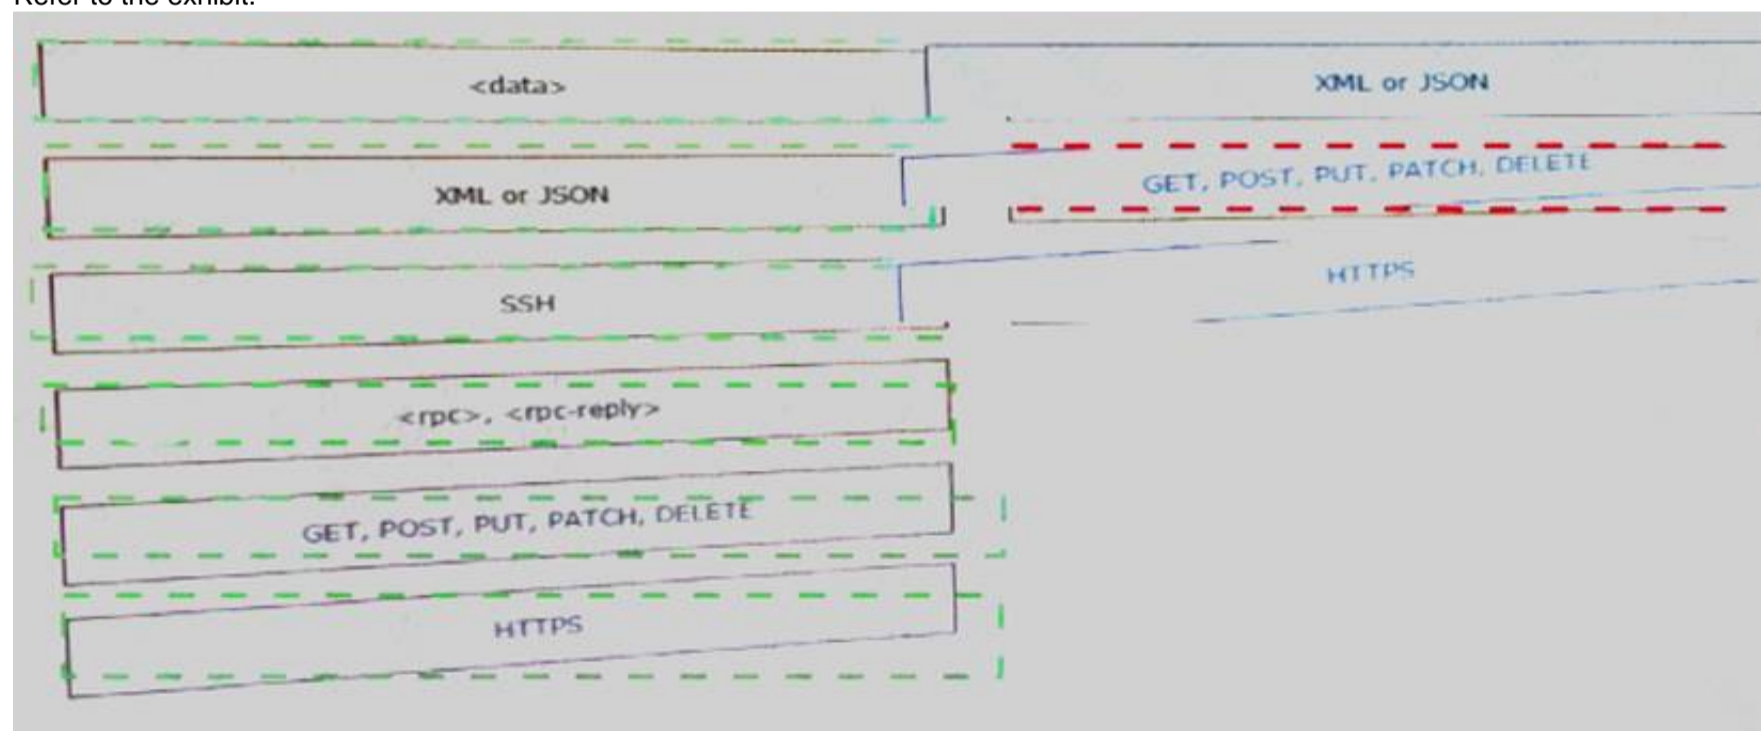 Refer to the exhibit.
<data>
XML or JSON
XML or JSON
GET, POST, PUT, PATCH, DELETE
SSH
HTTPS
<rpc>, <rpc-reply>
GET, POST, PUT, PATCH, DELETE
HTTPS